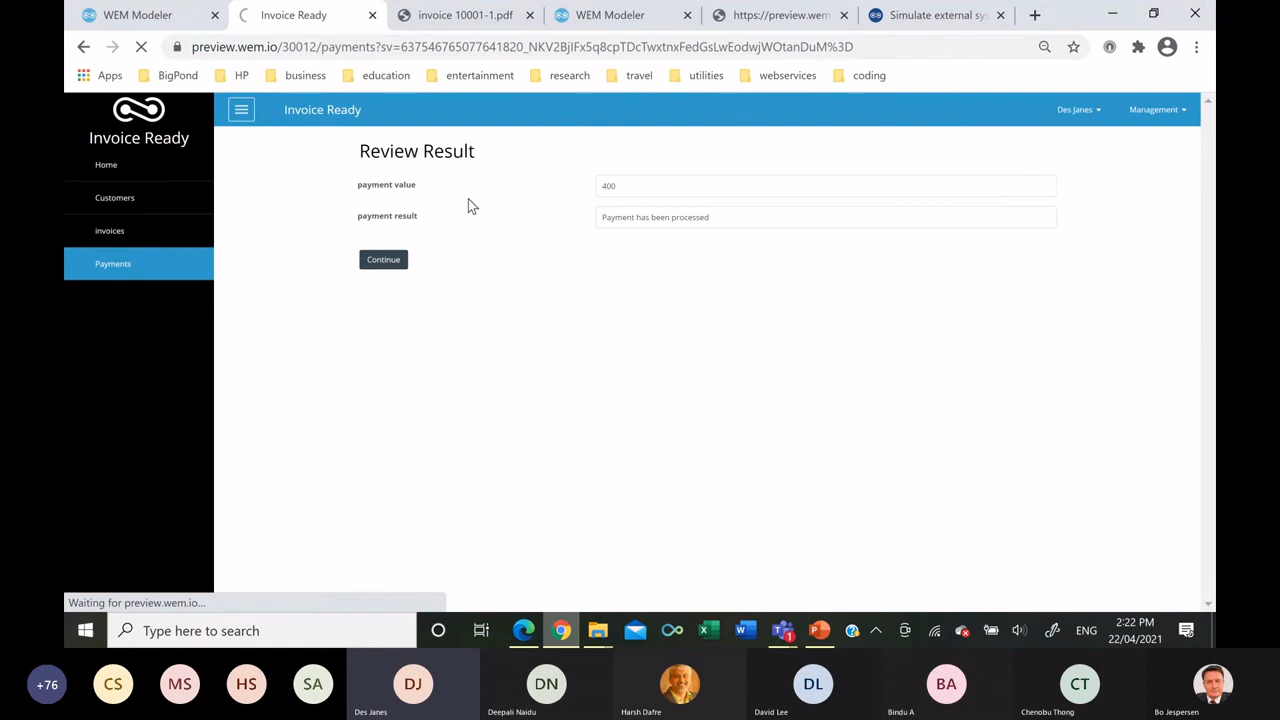 WEM Modeler
Invoice Ready
invoice 10001-1.pdf
WEM Modeler
https://preview.wem
Simulate external sy
preview.wem.io/30012/payments?sv=637546765077641820_NKV2BjIFx5q8cpTDcTwxtnxFedGsLwEodwjWOtanDuM%3D
Apps
BigPond
HP
business
education
entertainment
research
travel
utilities
webservices
coding
Invoice Ready
Home
Customers
invoices
Payments
Invoice Ready
Des Janes
Management
Review Result
payment value
400
payment result
Payment has been processed
Continue
Waiting for preview.wem.io...
Type here to search
1
ENG
2:22 PM
22/04/2021
+76
CS
MS
HS
SA
DJ
Des Janes
DN
Deepali Naidu
Harsh Dafre
DL
David Lee
BA
Bindu A
CT
Chenobu Thong
Bo Jespersen